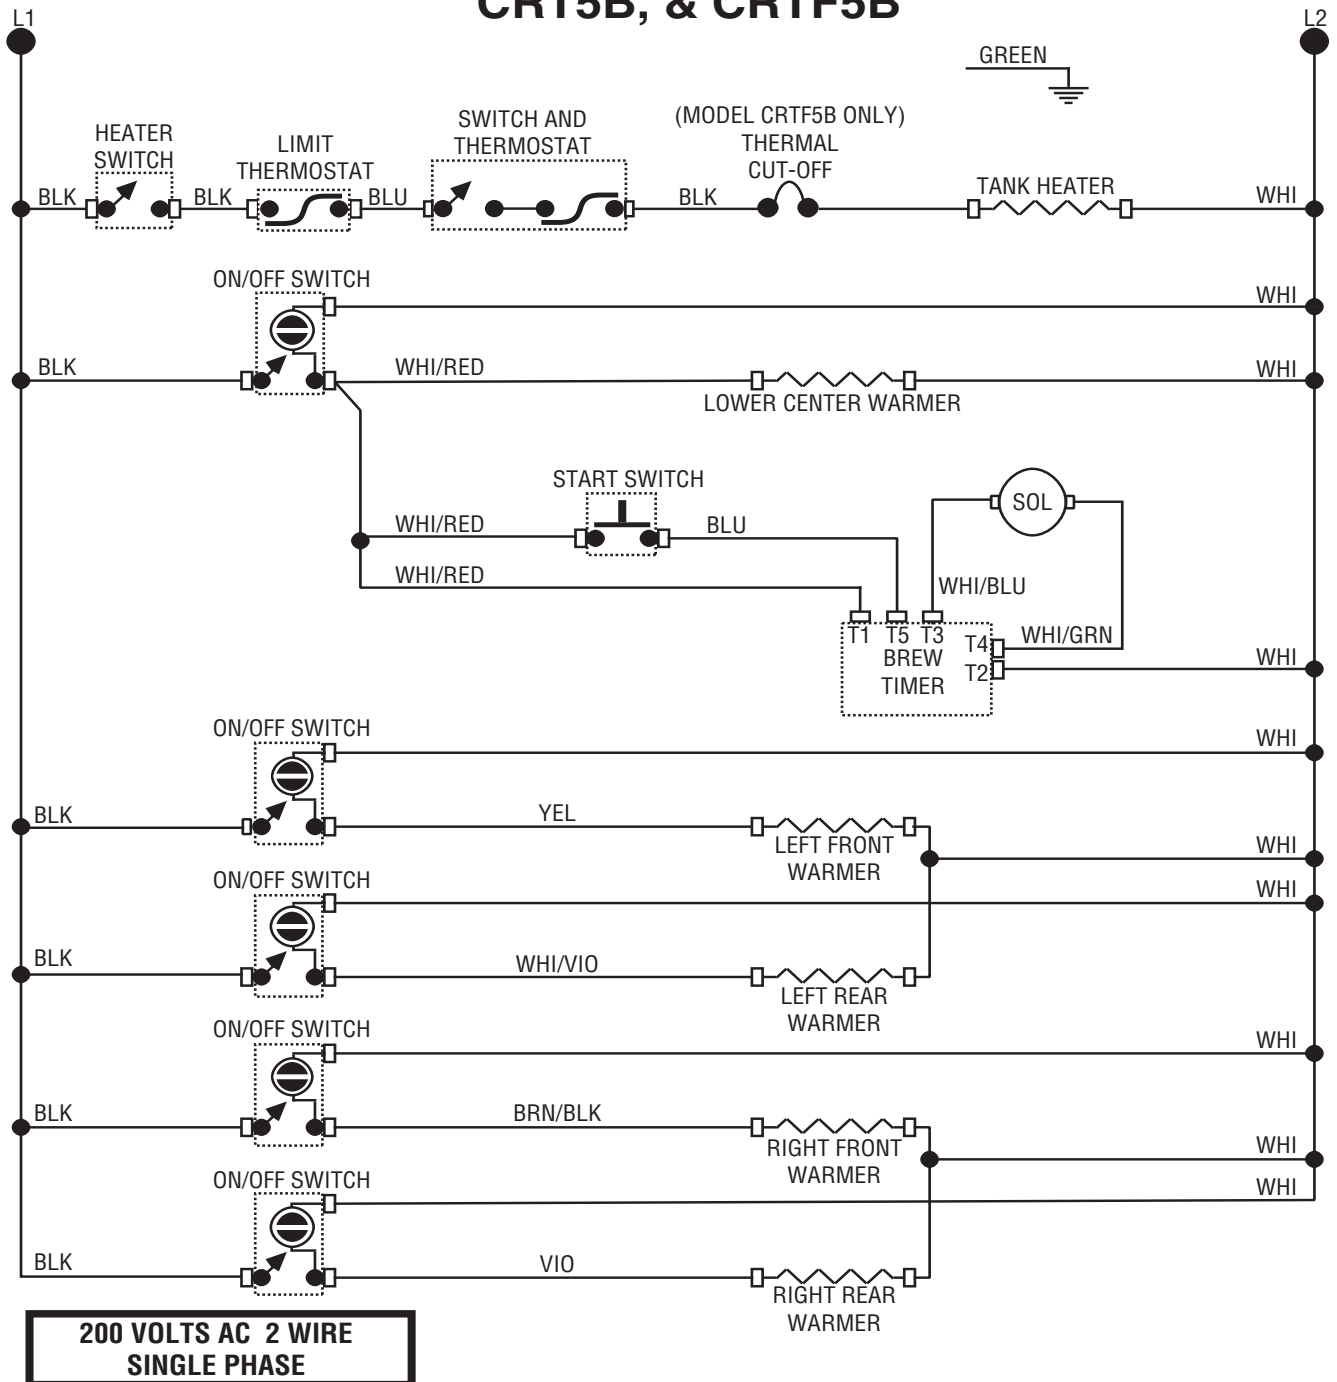 CRT5B, & CRTF5B
L1
L2
GREEN
HEATER
SWITCH
LIMIT
THERMOSTAT
SWITCH AND
THERMOSTAT
(MODEL CRTF5B ONLY)
THERMAL
CUT-OFF
TANK HEATER
BLK
BLK
BLU
BLK
WHI
ON/OFF SWITCH
WHI
BLK
WHI/RED
WHI
LOWER CENTER WARMER
START SWITCH
SOL
WHI/RED
BLU
WHI/RED
WHI/BLU
T1
T5
T3
T4
WHI/GRN
BREW
TIMER
T2
WHI
ON/OFF SWITCH
WHI
BLK
YEL
LEFT FRONT
WARMER
WHI
ON/OFF SWITCH
WHI
BLK
WHI/VIO
LEFT REAR
WARMER
ON/OFF SWITCH
WHI
BLK
BRN/BLK
RIGHT FRONT
WARMER
WHI
ON/OFF SWITCH
WHI
BLK
VIO
RIGHT REAR
WARMER
200 VOLTS AC 2 WIRE
SINGLE PHASE